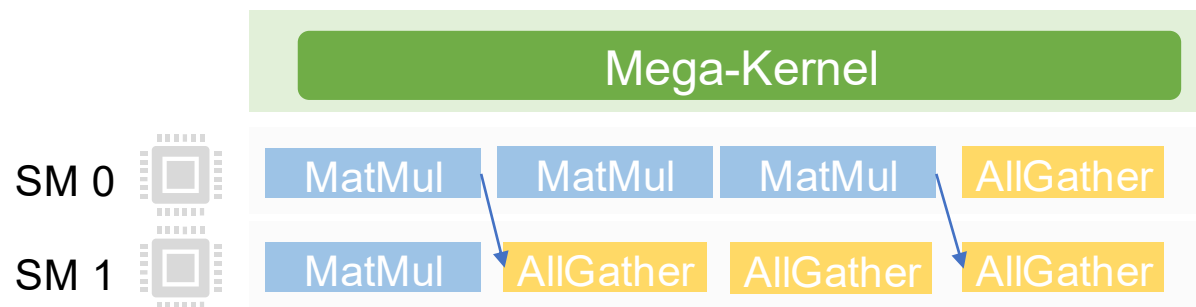 Mega-Kernel
SM 0 MatMul MatMul MatMul AllGather
SM 1 MatMul AllGather AllGather AllGather